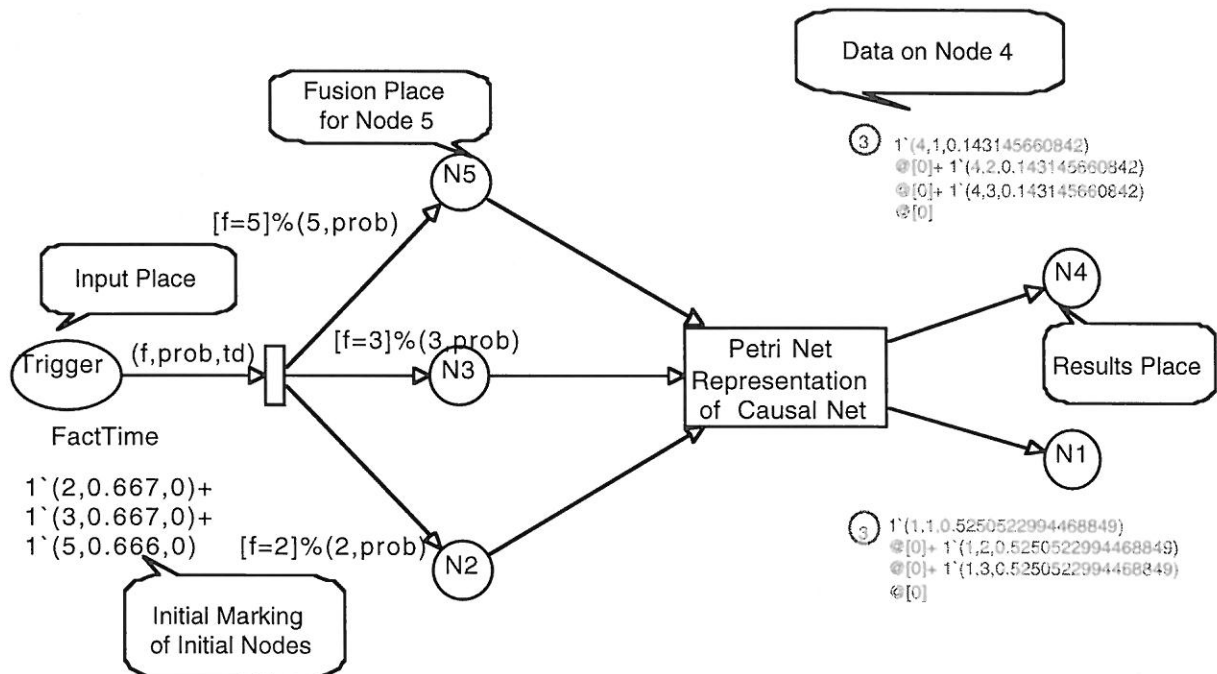 Data on Node 4
Fusion Place
for Node 5
3
1`(4,1,0.143145660842)
@[0]+ 1`(4,2,0.143145660842)
@[0]+ 1`(4,3,0.143145660842)
@[0]
N5
[f=5]%(5,prob)
Input Place
N4
Trigger
(f,prob,td)
[f=3]%(3,prob)
N3
Petri Net
Representation
of Causal Net
Results Place
FactTime
N1
1`(2,0.667,0)+
1`(3,0.667,0)+
1`(5,0.666,0)
[f=2]%(2,prob)
N2
3
1`(1,1,0.5250522994468849)
@[0]+ 1`(1,2,0.5250522994468849)
@[0]+ 1`(1,3,0.5250522994468849)
@[0]
Initial Marking
of Initial Nodes